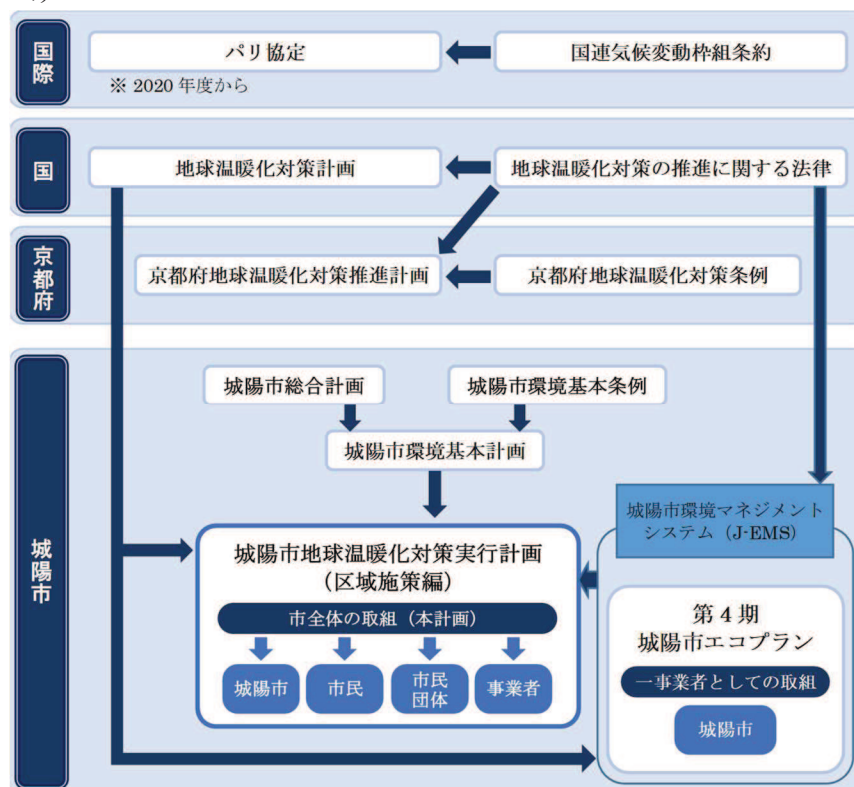 国際
パリ協定
国連気候変動枠組条約
※ 2020 年度から
国
地球温暖化対策計画
地球温暖化対策の推進に関する法律
京都府
京都府地球温暖化対策推進計画
京都府地球温暖化対策条例
城陽市
城陽市総合計画
城陽市環境基本条例
城陽市環境基本計画
城陽市環境マネジメント
システム（J-EMS）
城陽市地球温暖化対策実行計画
（区域施策編）
市全体の取組（本計画）
城陽市
市民
市民
団体
事業者
第 4 期
城陽市エコプラン
一事業者としての取組
城陽市